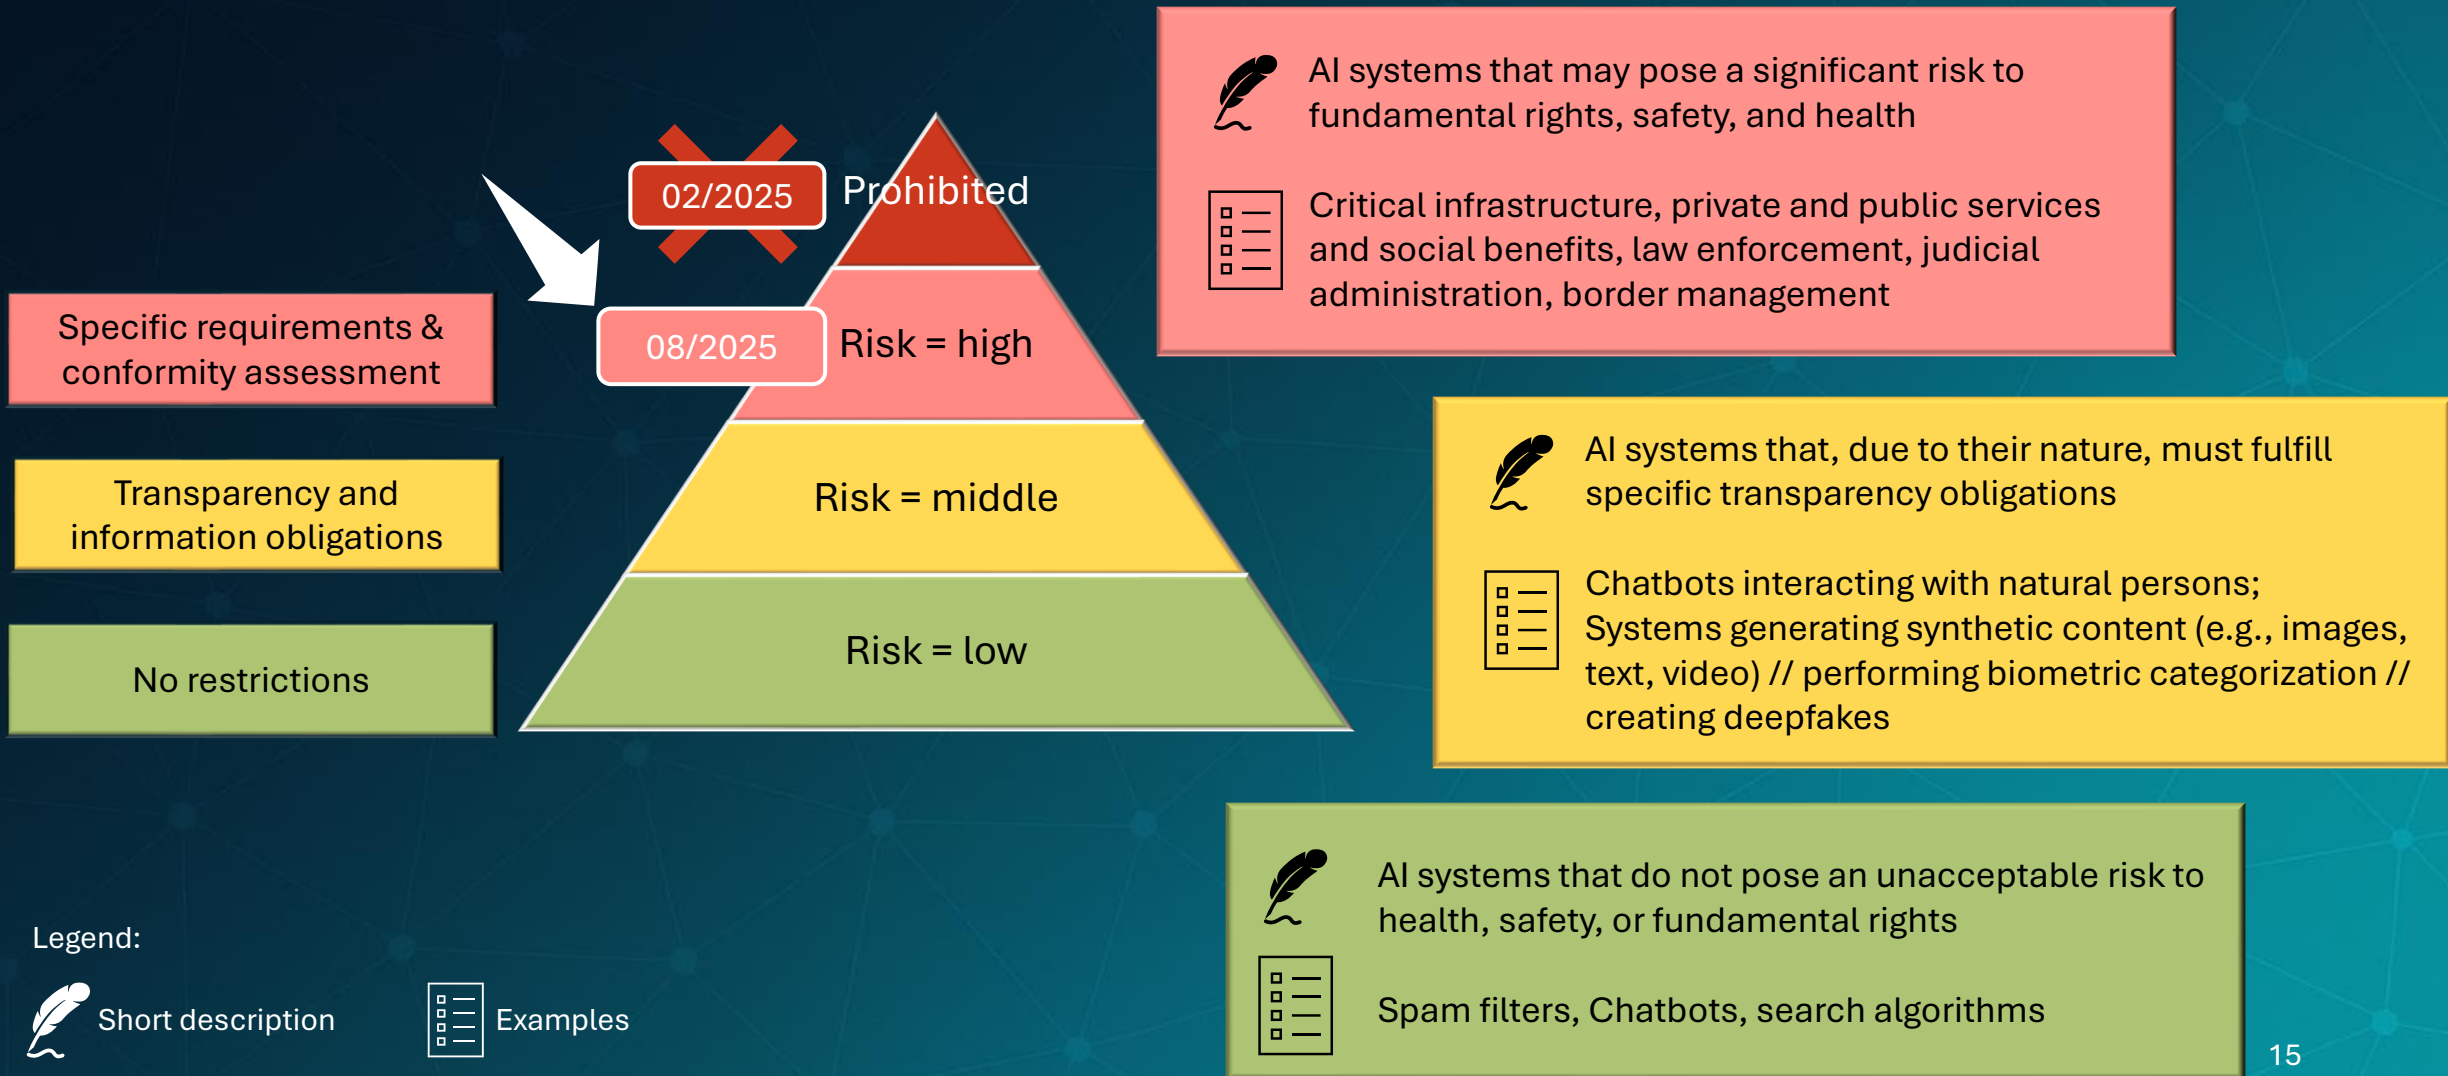 02/2025
Prohibited
08/2025
Risk = high
Risk = middle
Risk = low
Specific requirements &
conformity assessment
Transparency and
information obligations
No restrictions
AI systems that may pose a significant risk to
fundamental rights, safety, and health
Critical infrastructure, private and public services
and social benefits, law enforcement, judicial
administration, border management
AI systems that, due to their nature, must fulfill
specific transparency obligations
Chatbots interacting with natural persons;
Systems generating synthetic content (e.g., images,
text, video) // performing biometric categorization //
creating deepfakes
AI systems that do not pose an unacceptable risk to
health, safety, or fundamental rights
Spam filters, Chatbots, search algorithms
Legend:
Short description
Examples
15